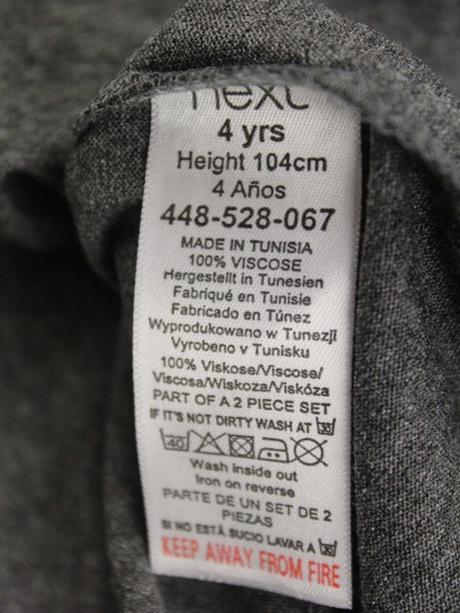 next
4 yrs
Height 104cm
4 Años
448-528-067
MADE IN TUNISIA
100% VISCOSE
Hergestellt in Tunesien
Fabriqué en Tunisie
Fabricado en Túnez
Wyprodukowano w Tunezji
Vyrobeno v Tunisku
100% Viskose/Viscose/
Viscosa/Wiskoza/Viskóza
PART OF A 2 PIECE SET
IF IT'S NOT DIRTY WASH AT 30
40
Wash inside out
Iron on reverse
PARTE DE UN SET DE 2
PIEZAS
SI NO ESTÁ SUCIO LAVAR A 30
KEEP AWAY FROM FIRE